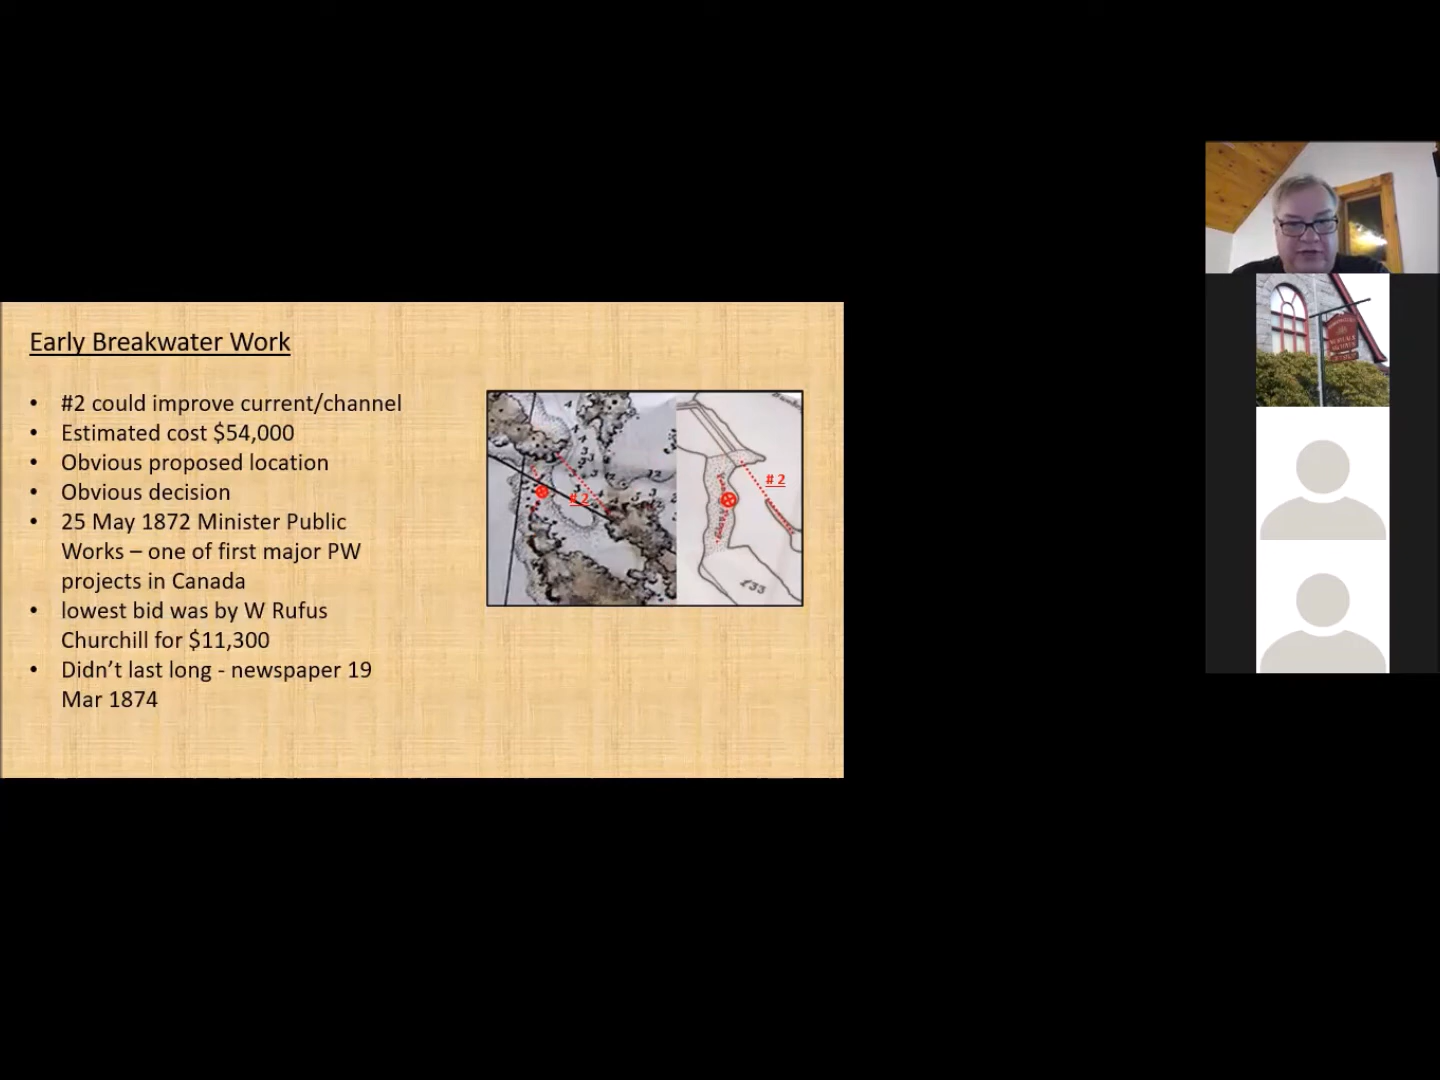 Early Breakwater Work
• #2 could improve current/channel
• Estimated cost $54,000
• Obvious proposed location
• Obvious decision
• 25 May 1872 Minister Public
Works – one of first major PW
projects in Canada
• lowest bid was by W Rufus
Churchill for $11,300
• Didn’t last long - newspaper 19
Mar 1874
# 2
# 2